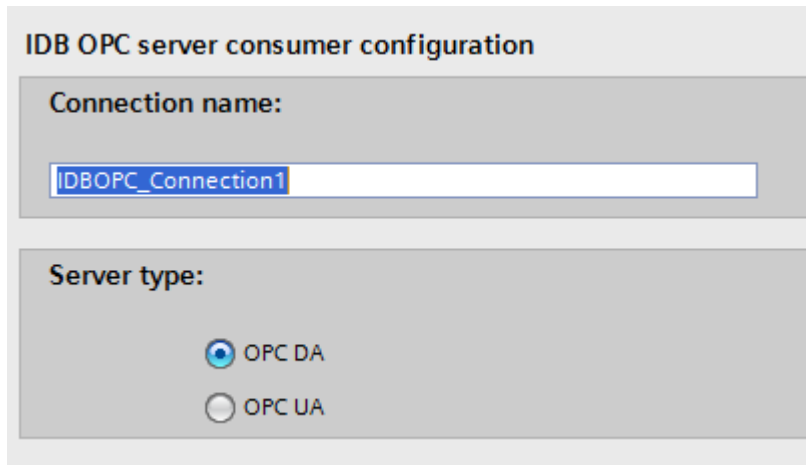 IDB OPC server consumer configuration
Connection name:
IDBOPC_Connection1
Server type:
OPC DA
OPC UA